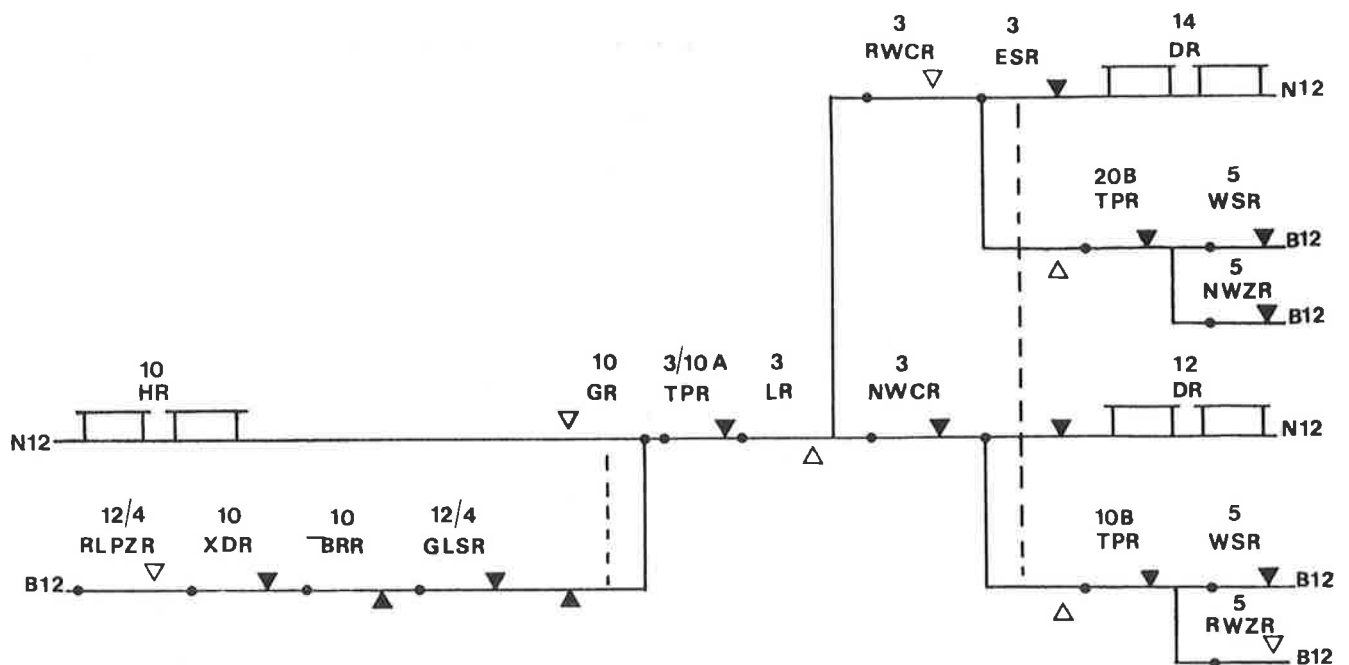 3 3 14
RWCR ESR DR
N12
20B 5
TPR WSR
B12
5
NWZR
B12
10 3/10 A 3 3 12
10
HR GR TPR LR NWCR DR
N12 N12
12/4 10 10 12/4 10B 5
RLPZR XDR BRR GLSR TPR WSR
B12 B12
5
RWZR
B12